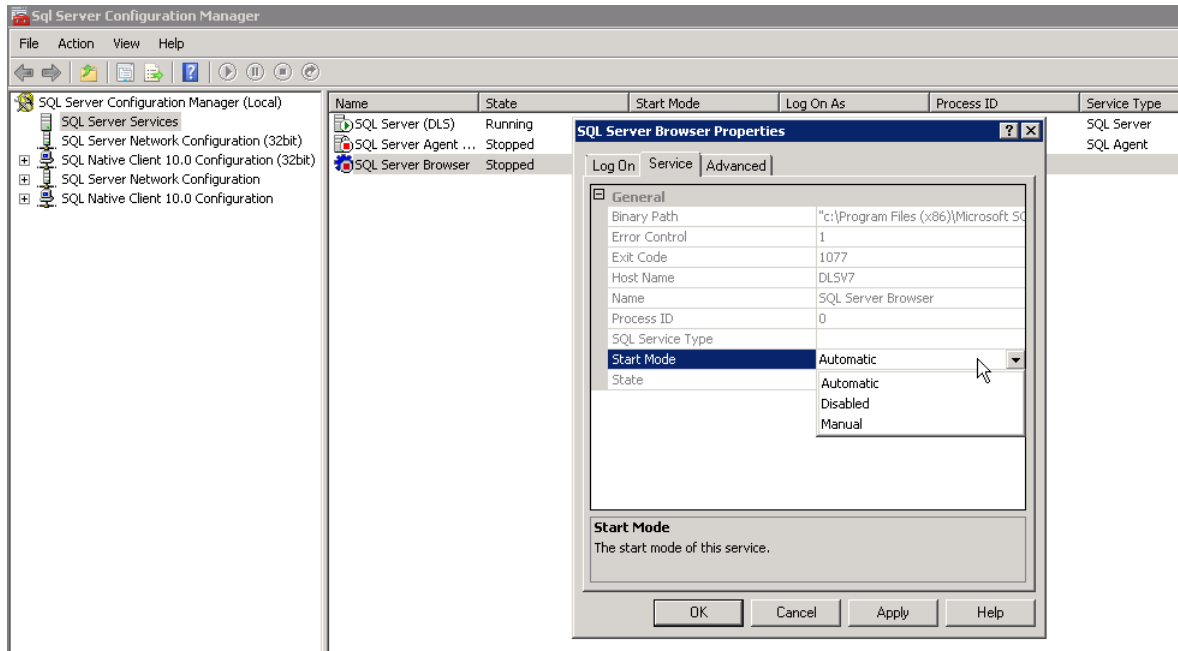 Sql Server Configuration Manager
File Action View Help
SQL Server Configuration Manager (Local)
SQL Server Services
SQL Server Network Configuration (32bit)
SQL Native Client 10.0 Configuration (32bit)
SQL Server Network Configuration
SQL Native Client 10.0 Configuration
Name State Start Mode Log On As Process ID Service Type
SQL Server (DLS) Running SQL Server
SQL Server Agent ... Stopped SQL Agent
SQL Server Browser Stopped
SQL Server Browser Properties
Log On Service Advanced
General
Binary Path "c:\Program Files (x86)\Microsoft SQ
Error Control 1
Exit Code 1077
Host Name DLSV7
Name SQL Server Browser
Process ID 0
SQL Service Type
Start Mode Automatic
State
Automatic
Disabled
Manual
Start Mode
The start mode of this service.
OK Cancel Apply Help